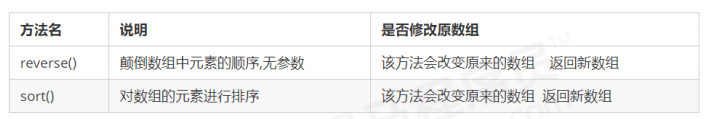 方法名 说明 是否修改原数组
reverse() 颠倒数组中元素的顺序,无参数 该方法会改变原来的数组 返回新数组
sort() 对数组的元素进行排序 该方法会改变原来的数组 返回新数组